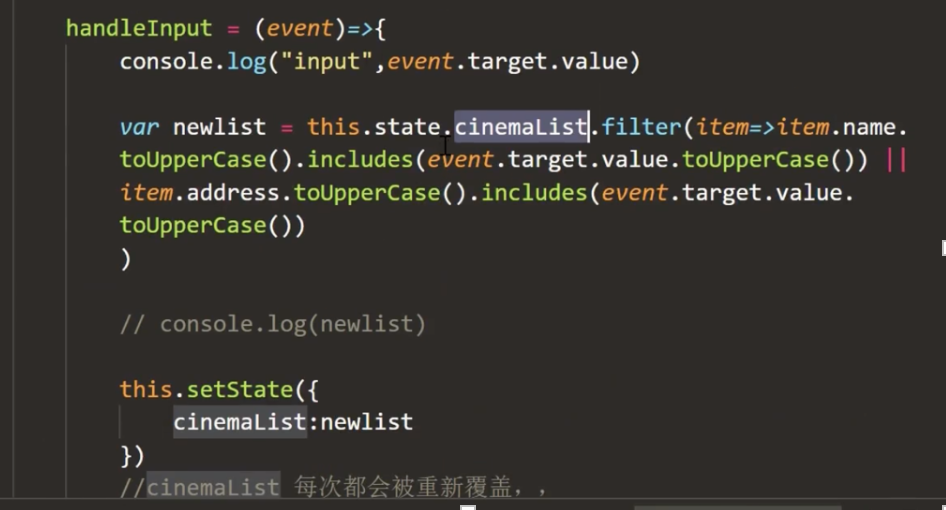 handleInput = (event)=>{
console.log("input",event.target.value)
var newlist = this.state.cinemaList.filter(item=>item.name.
toUpperCase().includes(event.target.value.toUpperCase()) ||
item.address.toUpperCase().includes(event.target.value.
toUpperCase())
)
// console.log(newlist)
this.setState({
cinemaList:newlist
})
//cinemaList 每次都会被重新覆盖，，